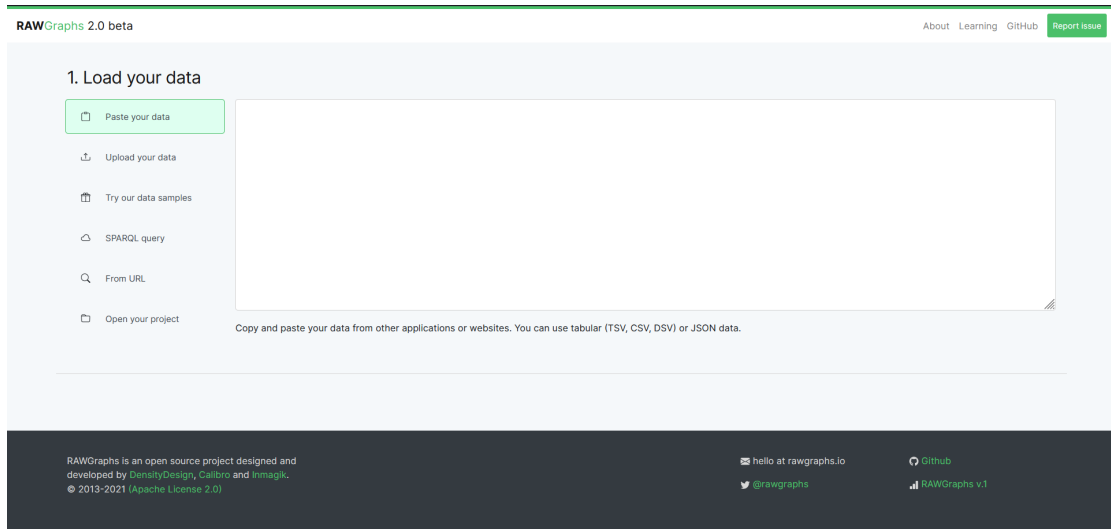 RAWGraphs 2.0 beta
About Learning GitHub Report issue
1. Load your data
Paste your data
Upload your data
Try our data samples
SPARQL query
From URL
Open your project
Copy and paste your data from other applications or websites. You can use tabular (TSV, CSV, DSV) or JSON data.
RAWGraphs is an open source project designed and
developed by DensityDesign, Calibro and Inmagik.
© 2013-2021 (Apache License 2.0)
hello at rawgraphs.io
@rawgraphs
Github
RAWGraphs v.1